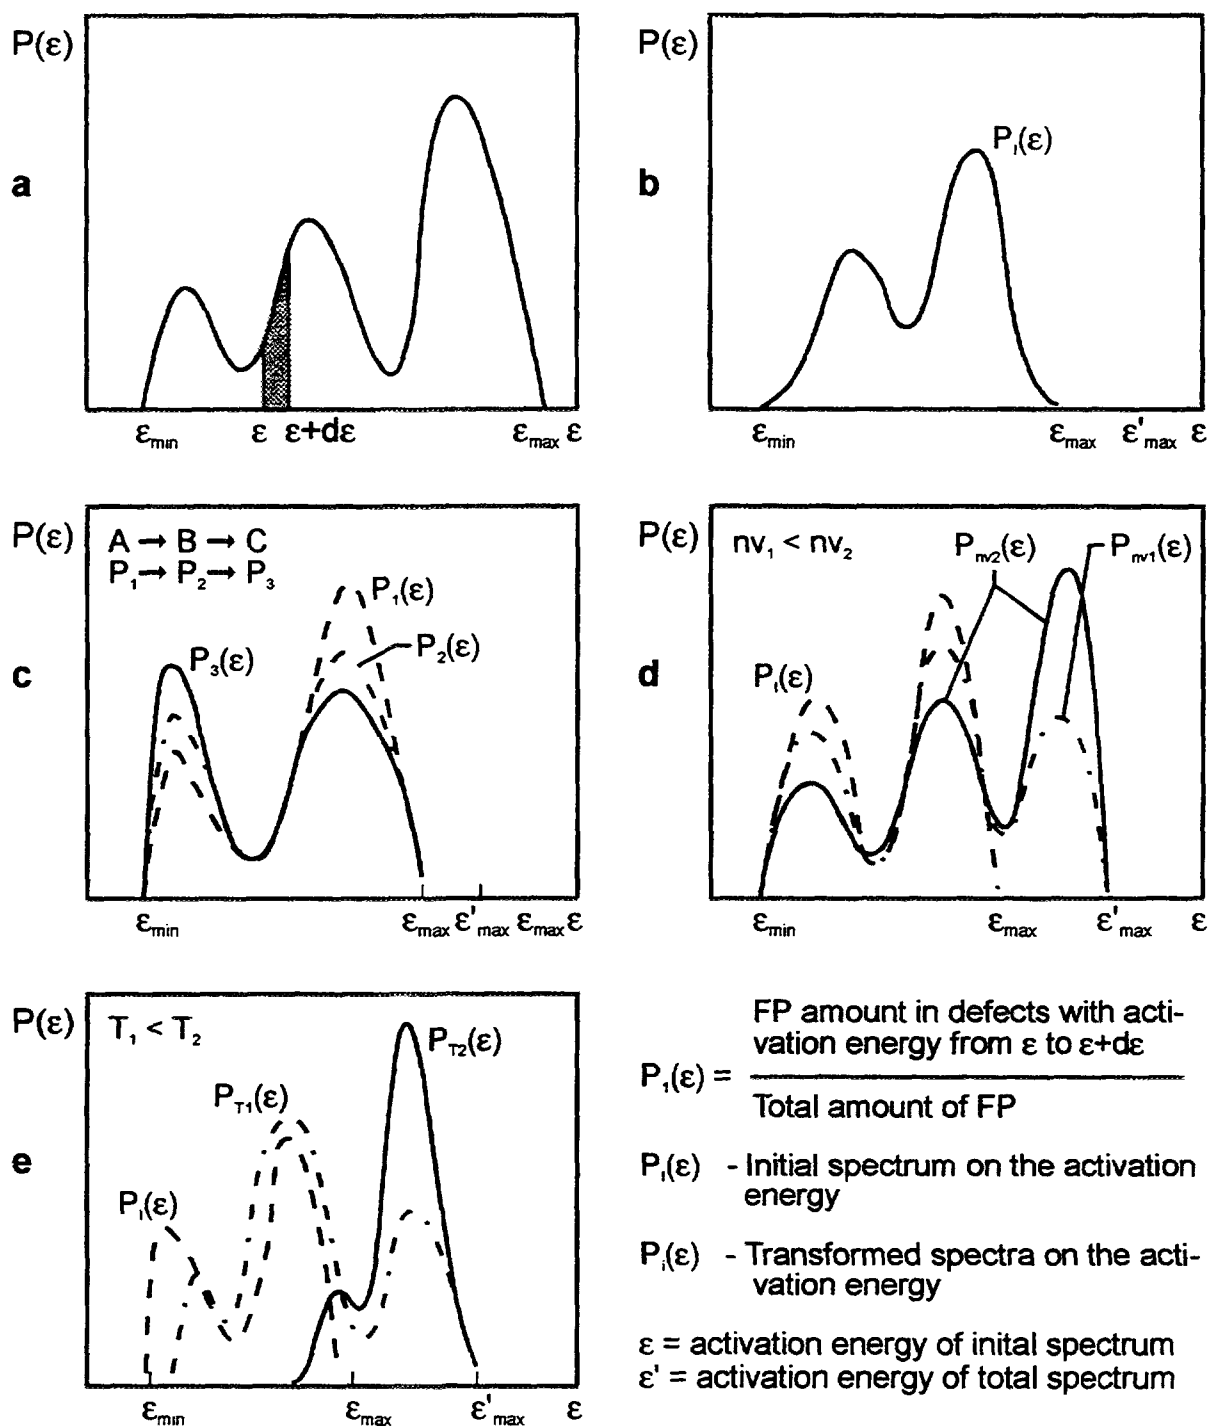 P(ε)
a
ε_min ε ε+dε ε_max ε
P(ε)
b
P_I(ε)
ε_min ε_max ε'_max ε
P(ε)
c
A → B → C
P_1 → P_2 → P_3
P_1(ε)
P_2(ε)
P_3(ε)
ε_min ε_max ε'_max ε_max ε
P(ε)
d
nv_1 < nv_2
P_nv2(ε) P_nv1(ε)
P_I(ε)
ε_min ε_max ε'_max ε
P(ε)
e
T_1 < T_2
P_T2(ε)
P_T1(ε)
P_I(ε)
ε_min ε_max ε'_max ε
FP amount in defects with acti-
vation energy from ε to ε+dε
P_1(ε) =
Total amount of FP
P_I(ε) - Initial spectrum on the activation
energy
P_i(ε) - Transformed spectra on the acti-
vation energy
ε = activation energy of inital spectrum
ε' = activation energy of total spectrum